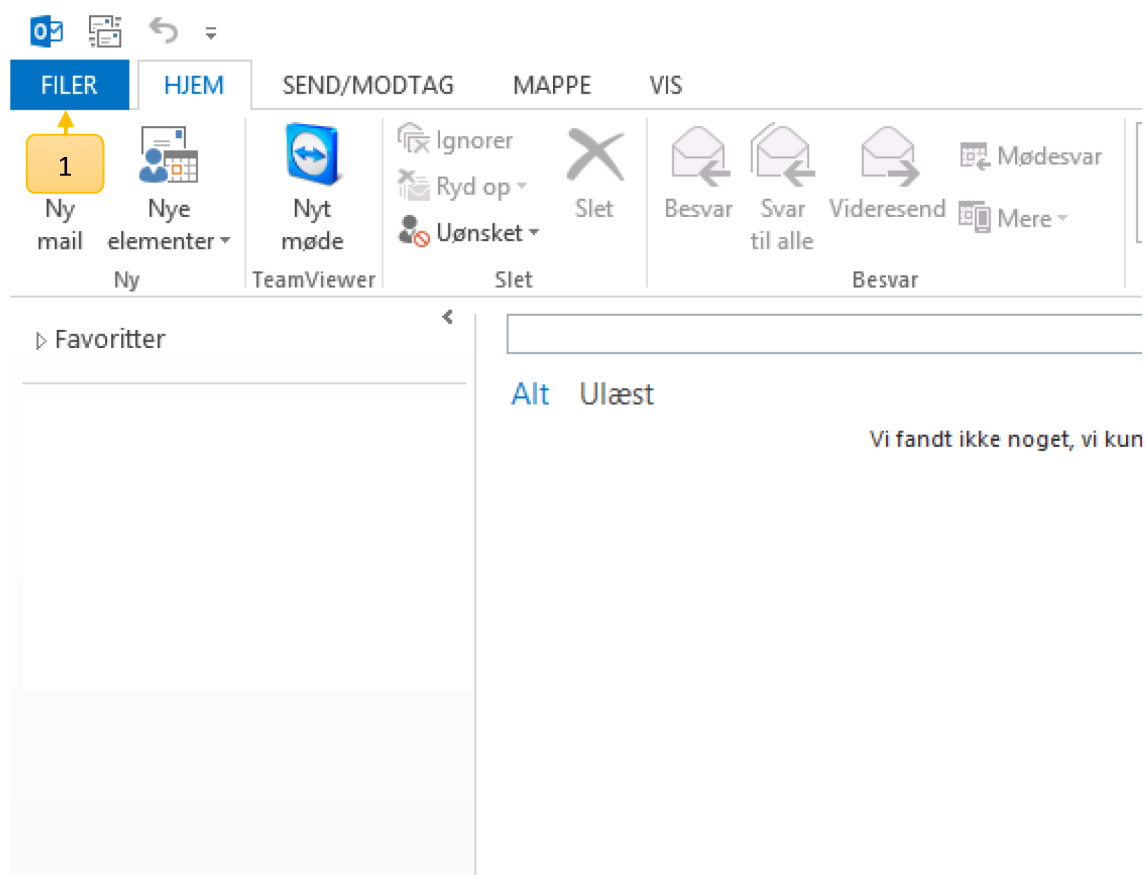 FILER HJEM SEND/MODTAG MAPPE VIS
1
Ny mail
Nye elementer
Ny
Nyt møde
TeamViewer
Ignorer
Ryd op
Uønsket
Slet
Slet
Besvar
Svar til alle
Videresend
Mødesvar
Mere
Besvar
Favoritter
Alt Ulæst
Vi fandt ikke noget, vi kun